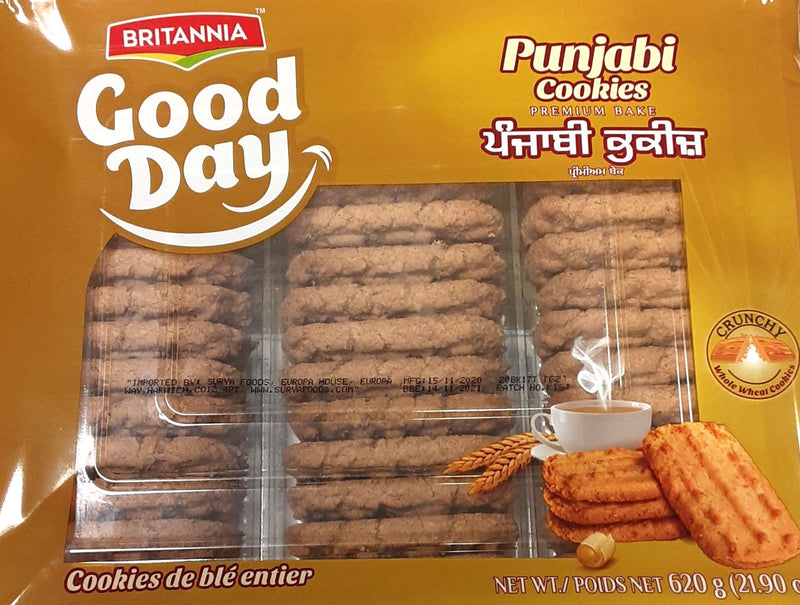 BRITANNIA
TM
Good
Day
Punjabi
Cookies
PREMIUM BAKE
ਪੰਜਾਬੀ ਕੁਕੀਜ਼
ਪ੍ਰੀਮੀਅਮ ਬੇਕ
CRUNCHY
Whole Wheat Cookies
"IMPORTED BY: SURYA FOODS, EUROPA HOUSE, EUROPA
WAY, HARWICH, CO12 4PT. WWW.SURYAFOODS.COM"
MFG:15/11/2020
BBE:14/11/2021
BATCH NO.
Cookies de blé entier
NET WT./ POIDS NET 620 g (21.90